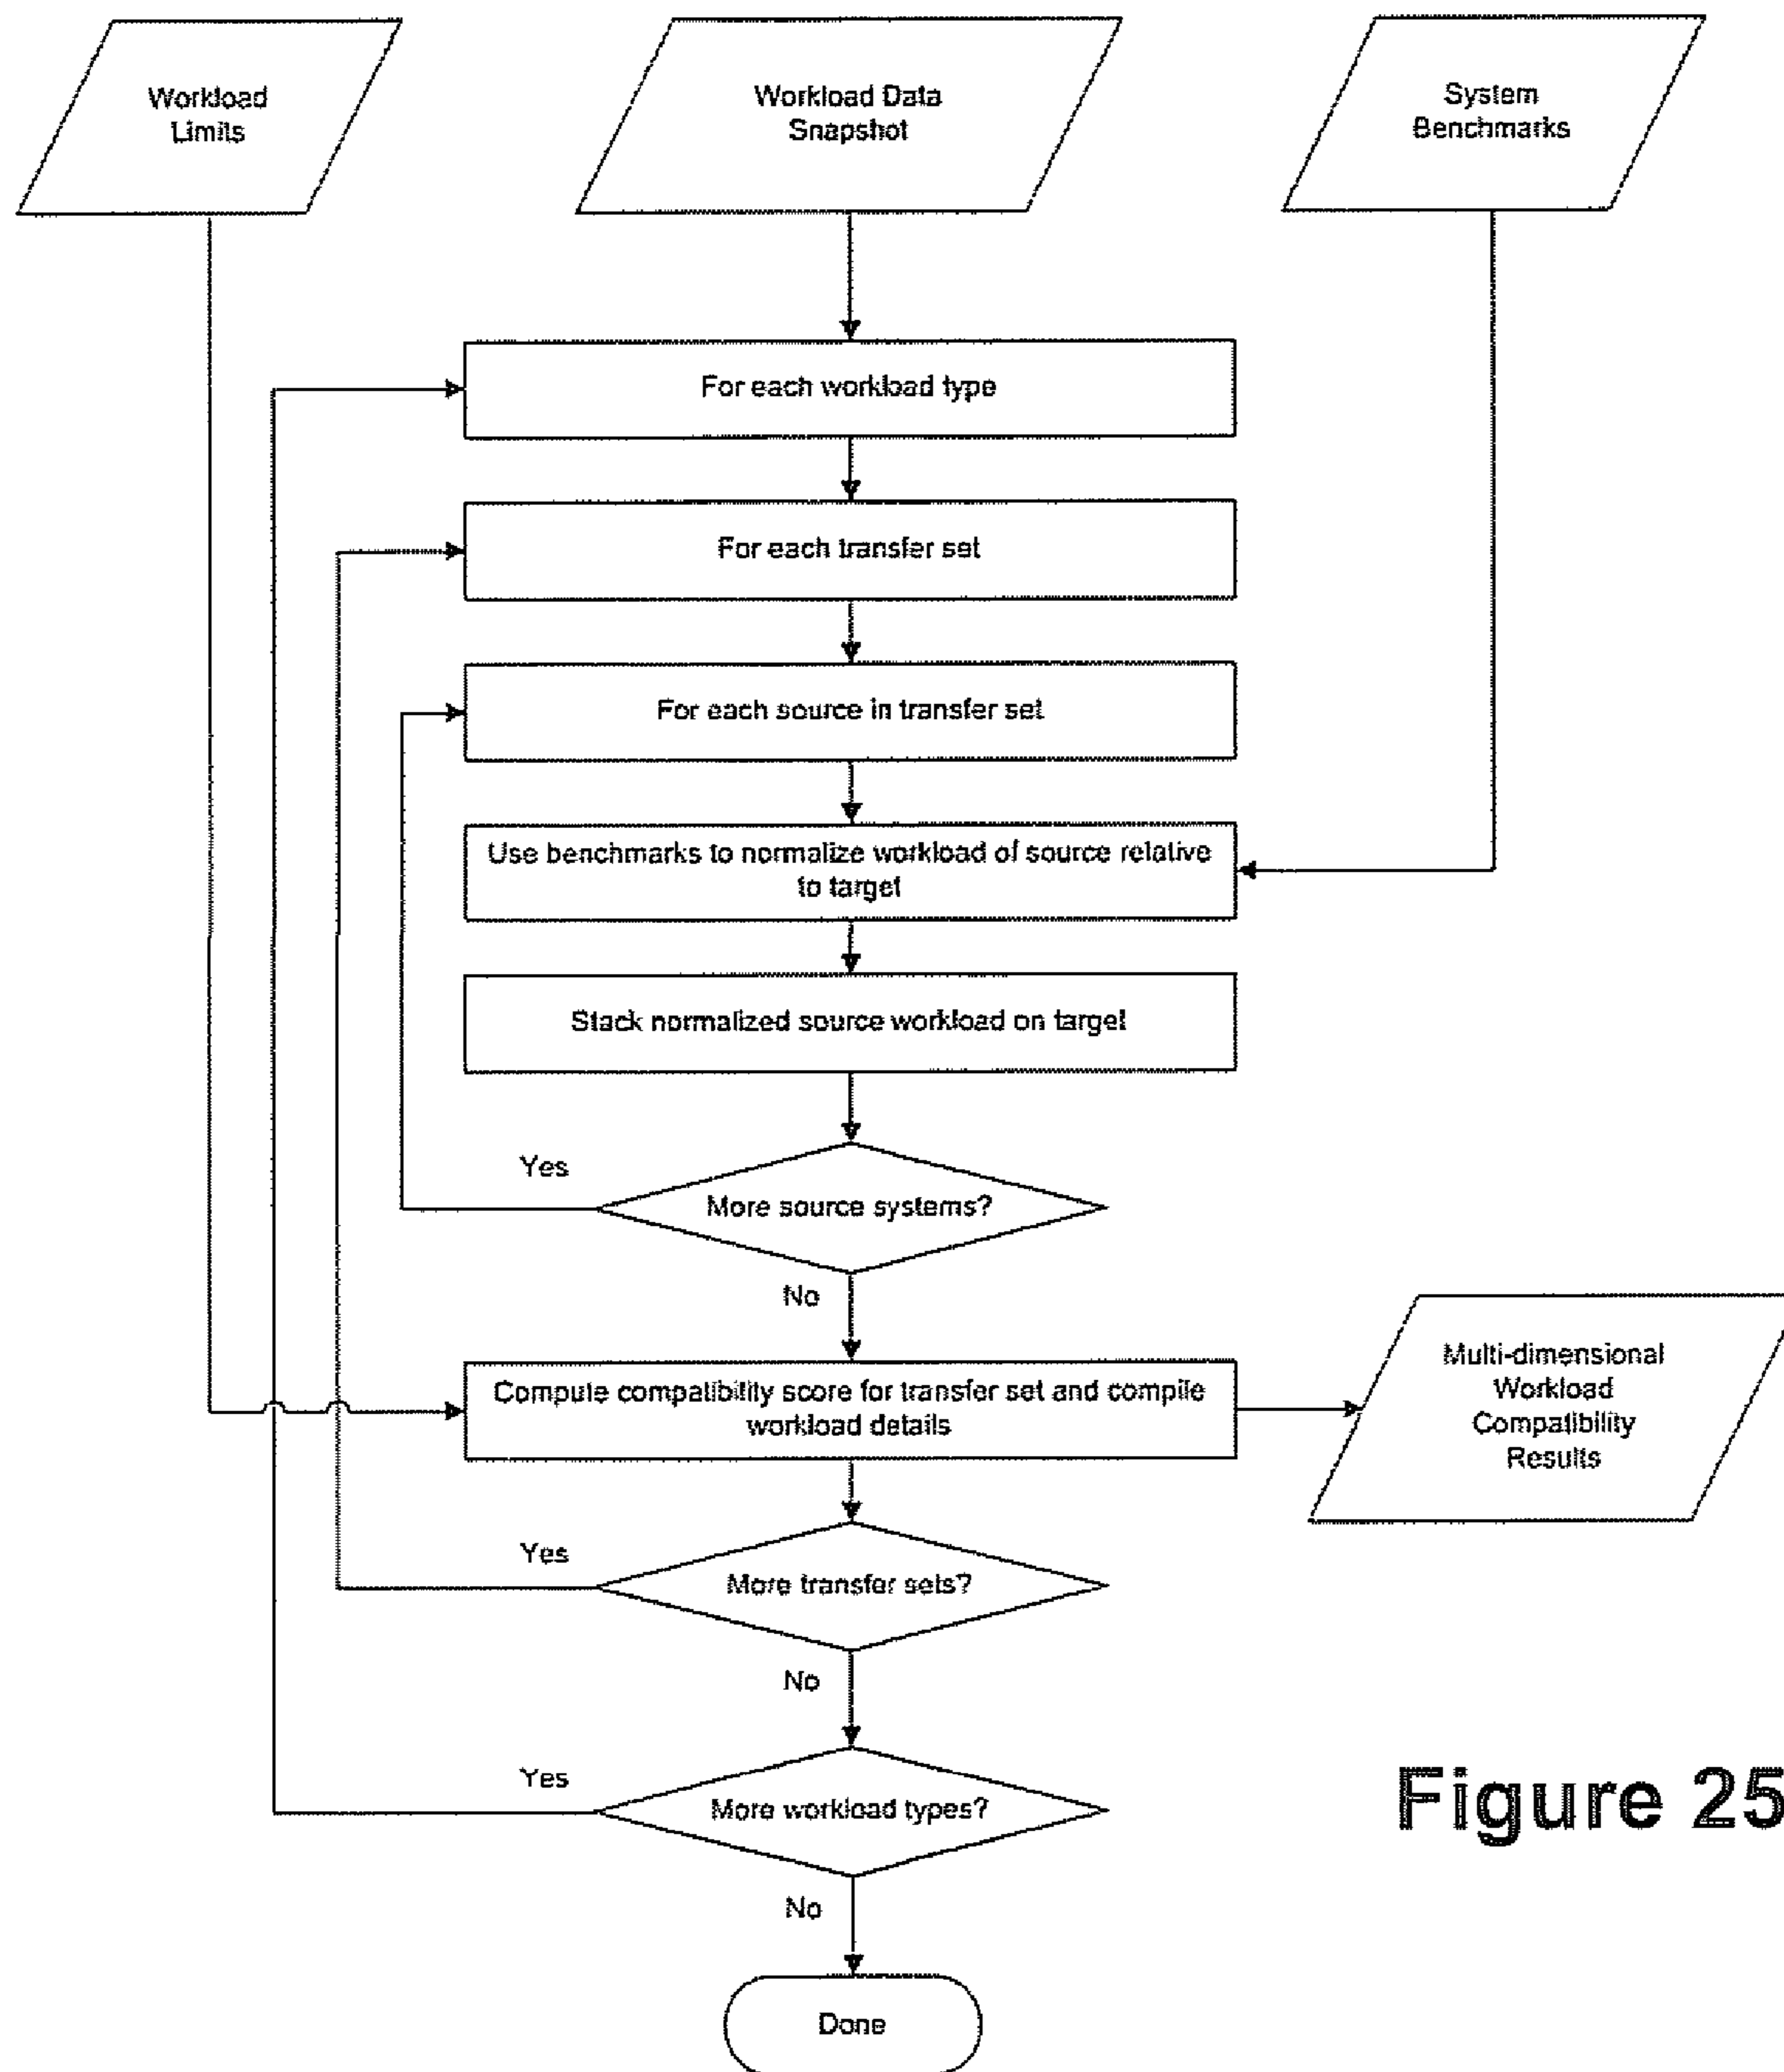 Workload
Limits
Workload Data
Snapshot
System
Benchmarks
For each workload type
For each transfer set
For each source in transfer set
Use benchmarks to normalize workload of source relative
to target
Stack normalized source workload on target
Yes
More source systems?
No
Compute compatibility score for transfer set and compile
workload details
Multi-dimensional
Workload
Compatibility
Results
Yes
More transfer sets?
No
Yes
More workload types?
No
Done
Figure 25